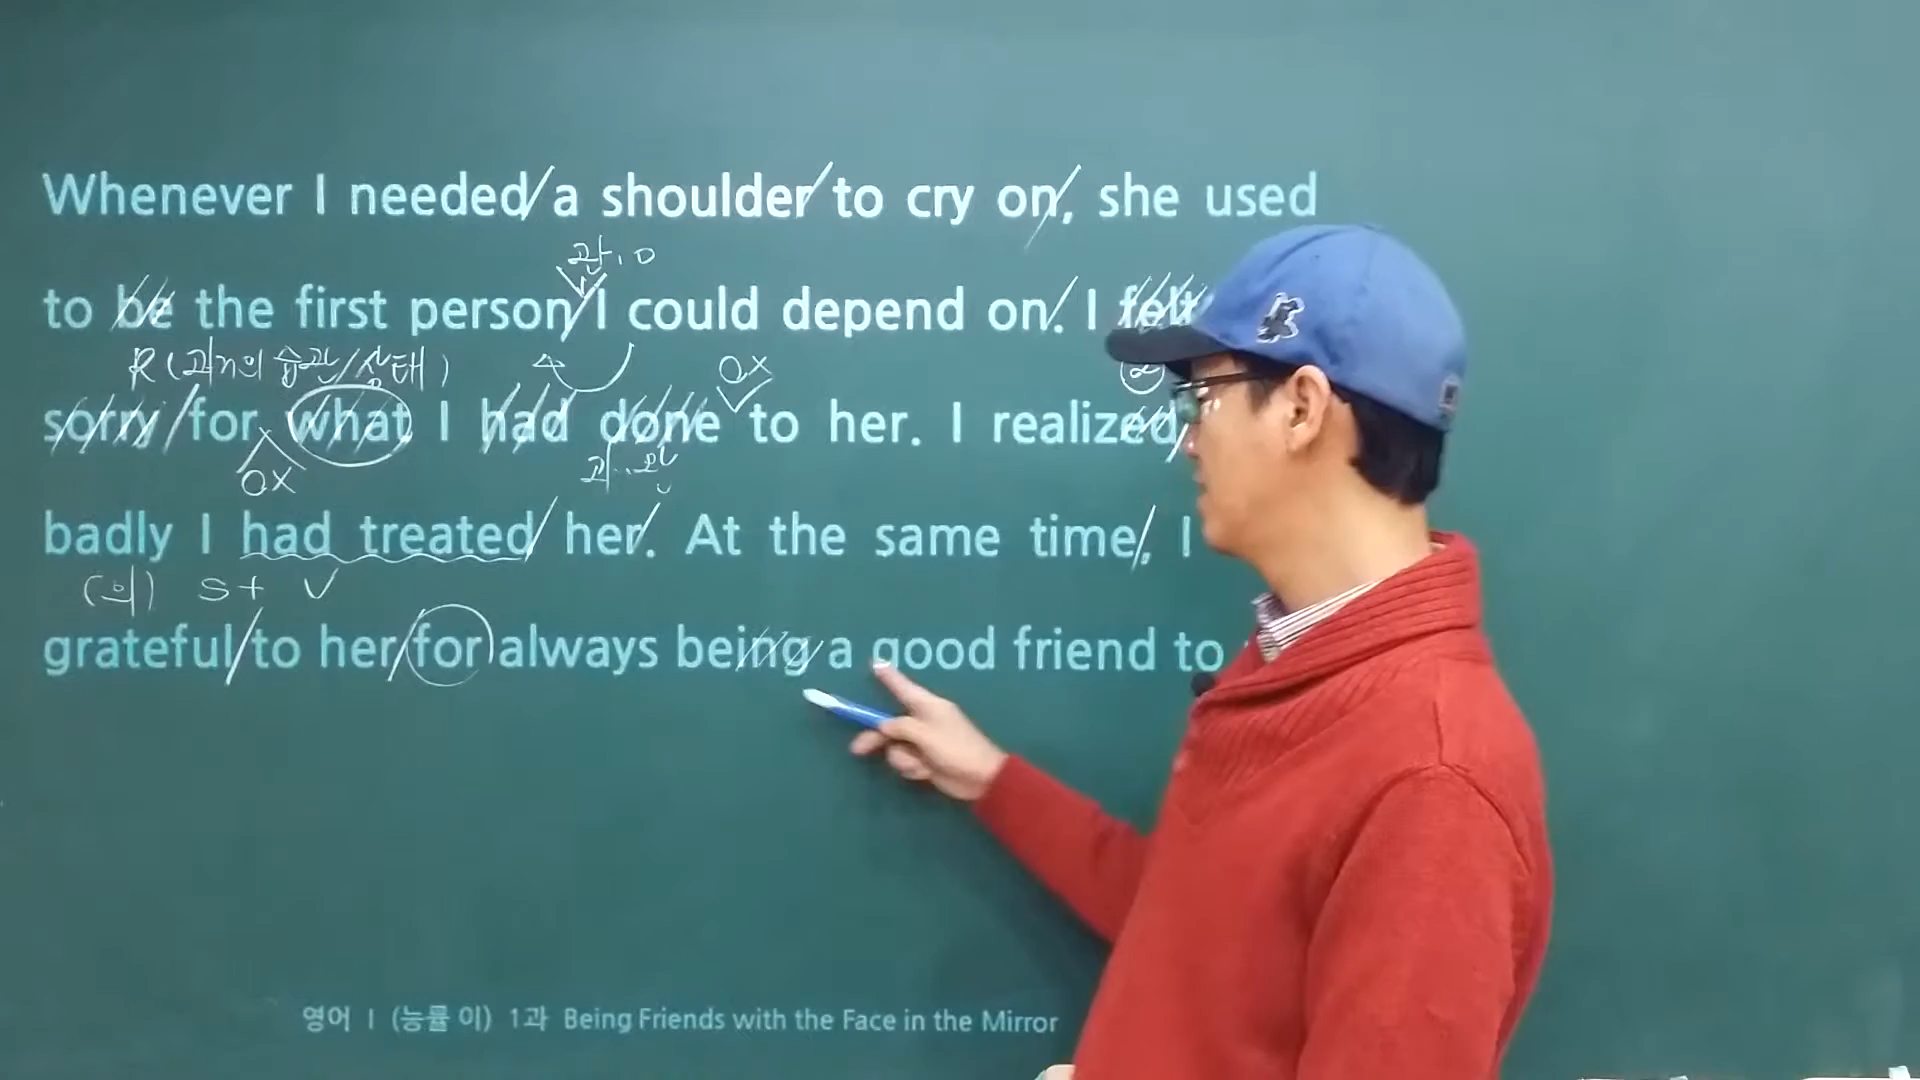 Whenever I needed a shoulder to cry on, she used
관.O
to be the first person I could depend on. I felt
R (과거의 습관/상태) OX
sorry for what I had done to her. I realized,
OX 과.완
badly I had treated her. At the same time, I
(의) S+ V
grateful to her for always being a good friend to
영어 I (능률 이) 1과 Being Friends with the Face in the Mirror